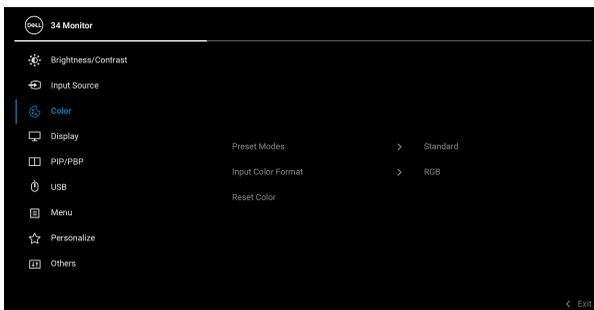 DELL 34 Monitor
Brightness/Contrast
Input Source
Color
Display
Preset Modes Standard
PIP/PBP
Input Color Format RGB
USB
Reset Color
Menu
Personalize
Others
Exit